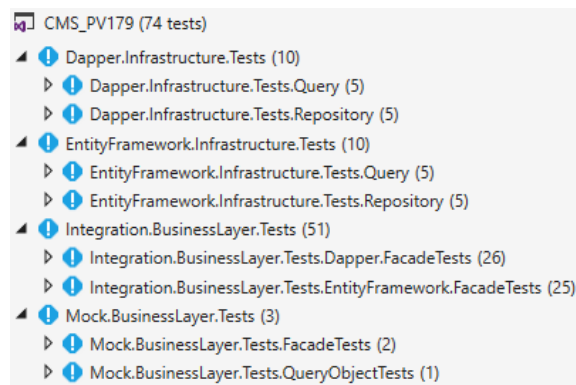 CMS_PV179 (74 tests)
Dapper.Infrastructure.Tests (10)
Dapper.Infrastructure.Tests.Query (5)
Dapper.Infrastructure.Tests.Repository (5)
EntityFramework.Infrastructure.Tests (10)
EntityFramework.Infrastructure.Tests.Query (5)
EntityFramework.Infrastructure.Tests.Repository (5)
Integration.BusinessLayer.Tests (51)
Integration.BusinessLayer.Tests.Dapper.FacadeTests (26)
Integration.BusinessLayer.Tests.EntityFramework.FacadeTests (25)
Mock.BusinessLayer.Tests (3)
Mock.BusinessLayer.Tests.FacadeTests (2)
Mock.BusinessLayer.Tests.QueryObjectTests (1)